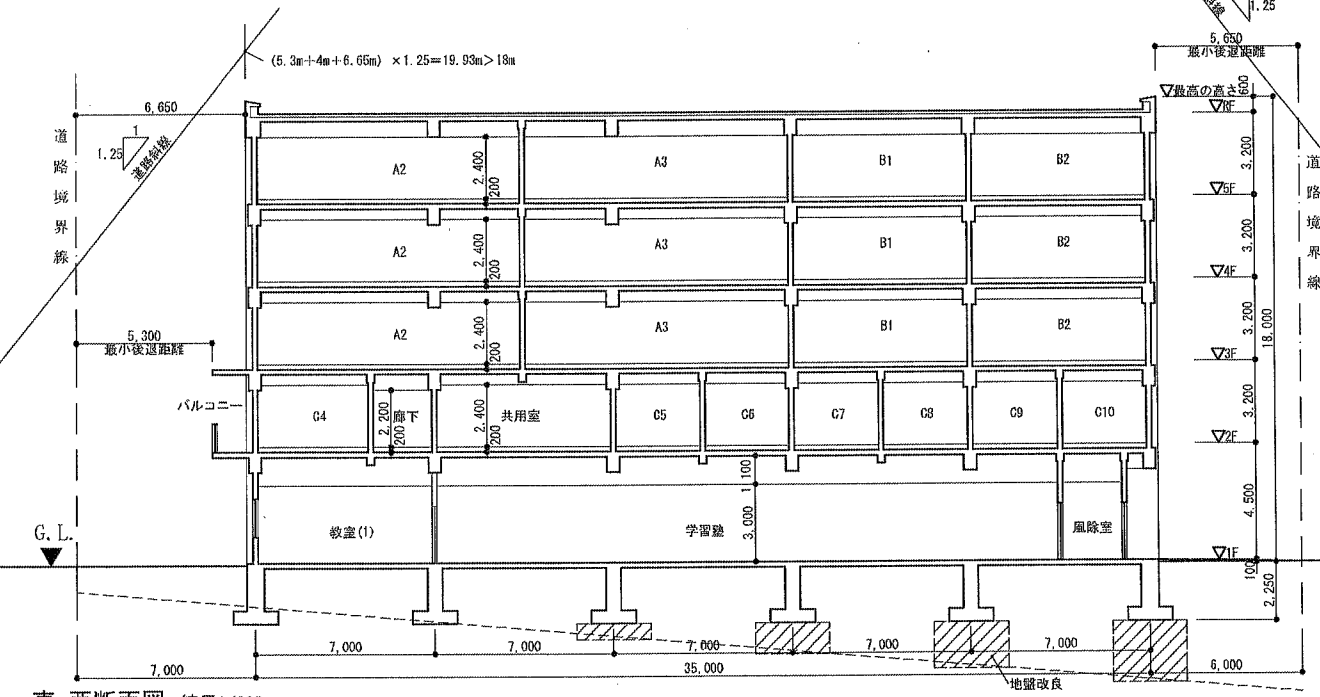 1.25
5,650
最小後退距離
(5.3m+4m+6.65m) ×1.25=19.93m>18m
▽最高の高さ
600
6,650
▽RF
道路境界線
1
1.25
道路斜線
A2
2,400
200
A3
B1
B2
3,200
▽5F
道路境界線
A2
2,400
200
A3
B1
B2
3,200
▽4F
5,300
最小後退距離
A2
2,400
200
A3
B1
B2
3,200
18,000
▽3F
バルコニー
C4
2,200
200
廊下
2,400
200
共用室
C5
C6
C7
C8
C9
C10
3,200
▽2F
1,100
4,500
G.L.
教室(1)
学習塾
3,000
風除室
▽1F
100
2,250
7,000
7,000
7,000
7,000
7,000
7,000
35,000
6,000
地盤改良